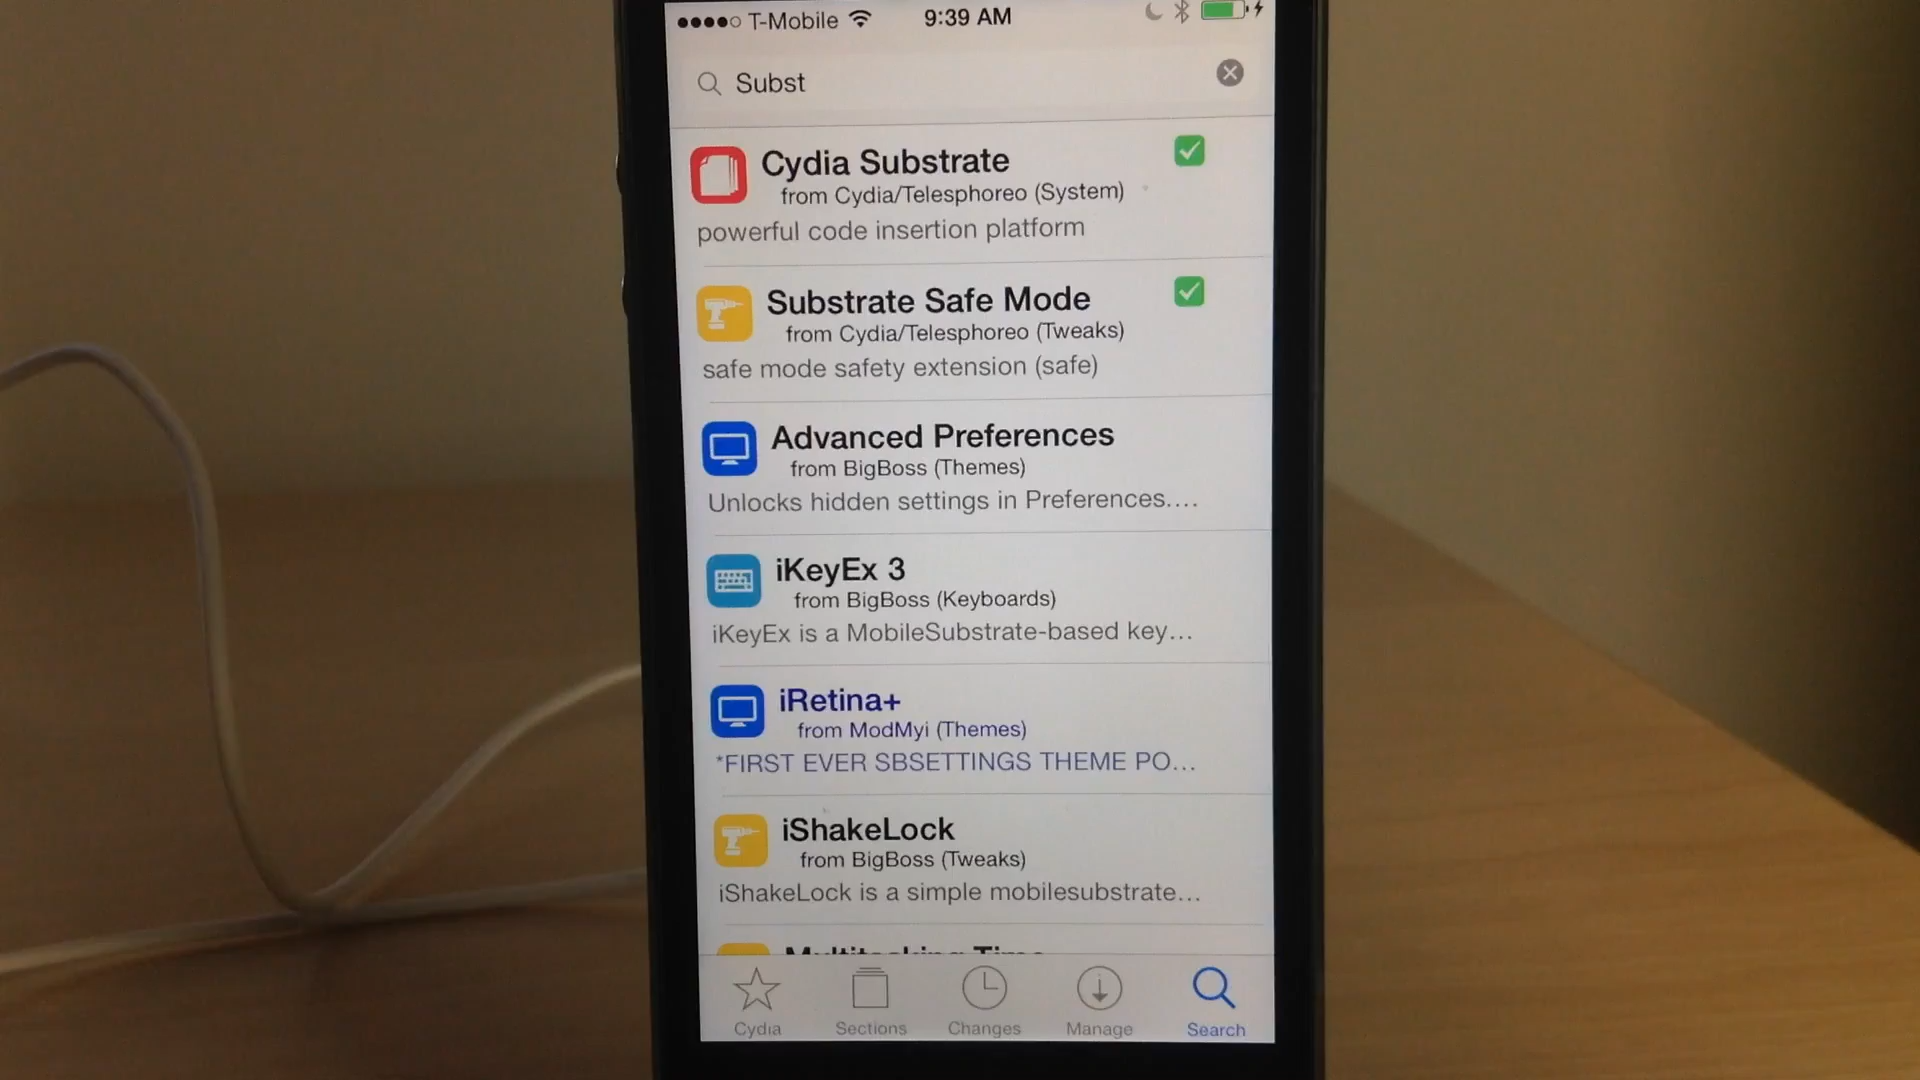 T-Mobile 9:39 AM
Subst
Cydia Substrate
from Cydia/Telesphoreo (System)
powerful code insertion platform
Substrate Safe Mode
from Cydia/Telesphoreo (Tweaks)
safe mode safety extension (safe)
Advanced Preferences
from BigBoss (Themes)
Unlocks hidden settings in Preferences....
iKeyEx 3
from BigBoss (Keyboards)
iKeyEx is a MobileSubstrate-based key...
iRetina+
from ModMyi (Themes)
*FIRST EVER SBSETTINGS THEME PO...
iShakeLock
from BigBoss (Tweaks)
iShakeLock is a simple mobilesubstrate...
Cydia Sections Changes Manage Search